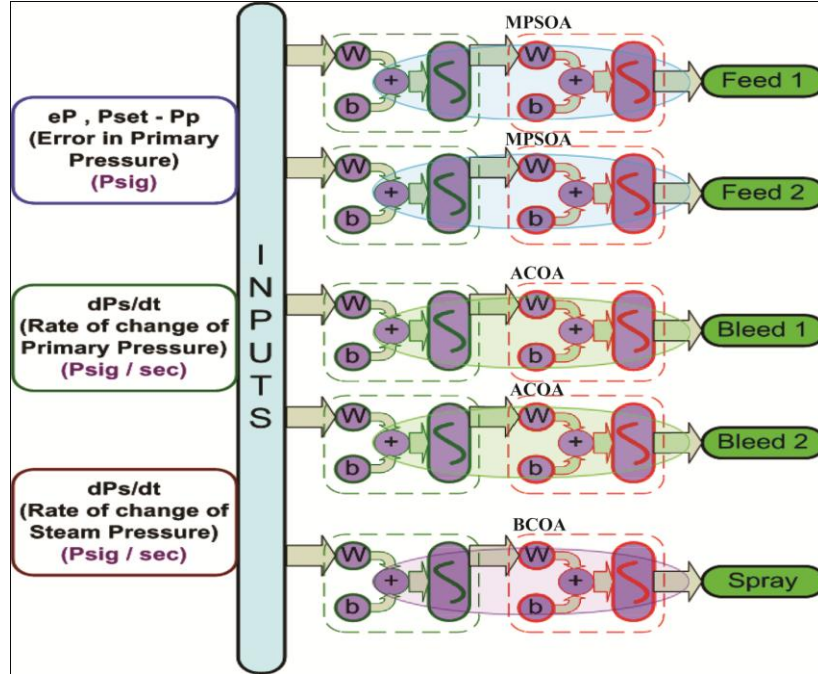 eP , Pset - Pp
(Error in Primary
Pressure)
(Psig)
dPs/dt
(Rate of change of
Primary Pressure)
(Psig / sec)
dPs/dt
(Rate of change of
Steam Pressure)
(Psig / sec)
INPUTS
MPSOA
W
+
b
W
+
b
Feed 1
MPSOA
W
+
b
W
+
b
Feed 2
ACOA
W
+
b
W
+
b
Bleed 1
ACOA
W
+
b
W
+
b
Bleed 2
BCOA
W
+
b
W
+
b
Spray